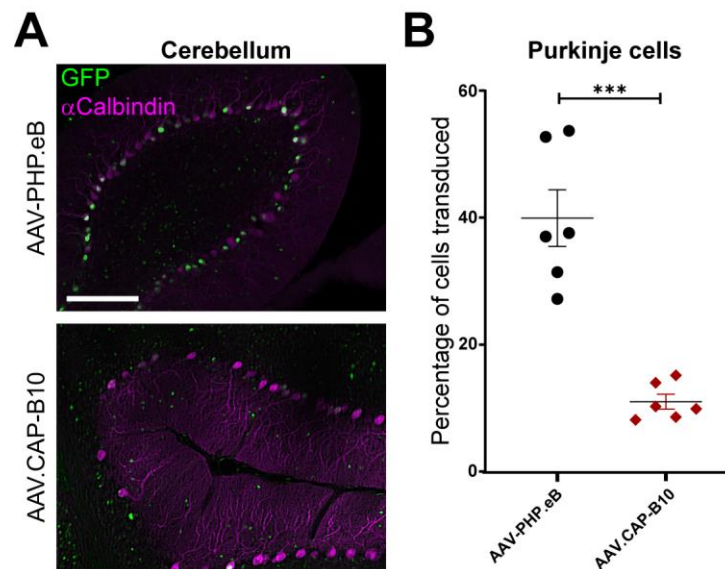 A
Cerebellum
GFP
αCalbindin
AAV-PHP.eB
AAV.CAP-B10
B
Purkinje cells
***
Percentage of cells transduced
60
40
20
0
AAV-PHP.eB
AAV.CAP-B10